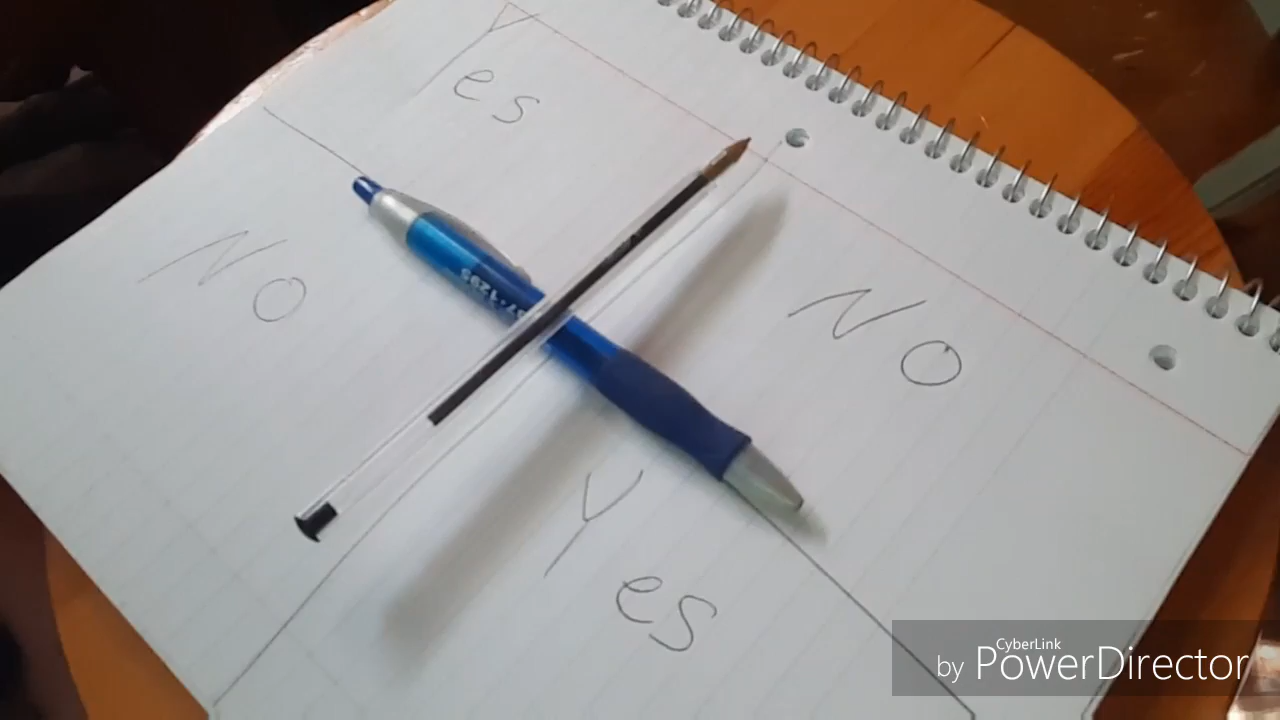 Yes
NO
NO
Yes
CyberLink
by PowerDirector